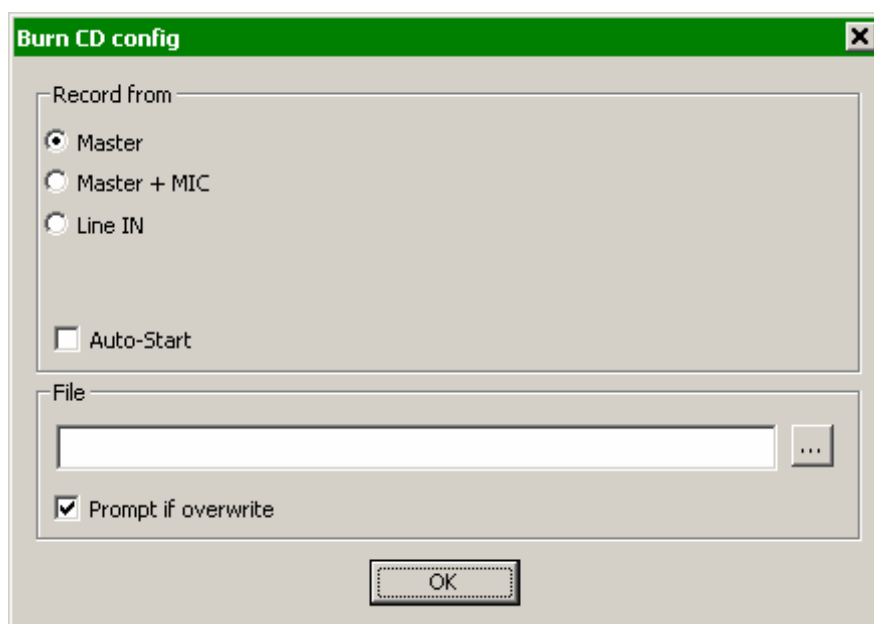 Burn CD config
Record from
Master
Master + MIC
Line IN
Auto-Start
File
...
Prompt if overwrite
OK